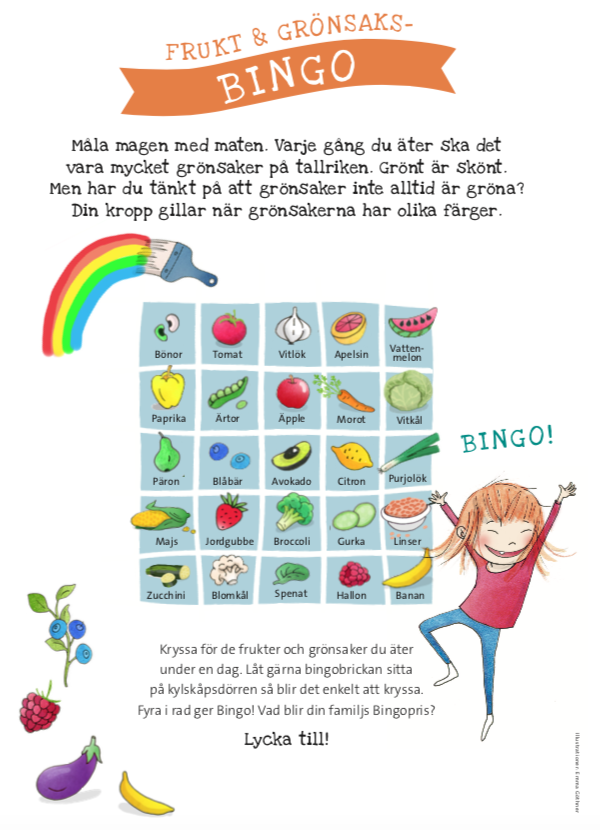 FRUKT & GRÖNSAKS-
BINGO
Måla magen med maten. Varje gång du äter ska det
vara mycket grönsaker på tallriken. Grönt är skönt.
Men har du tänkt på att grönsaker inte alltid är gröna?
Din kropp gillar när grönsakerna har olika färger.
Bönor
Tomat
Vitlök
Apelsin
Vatten-
melon
Paprika
Ärtor
Äpple
Morot
Vitkål
Päron
Blåbär
Avokado
Citron
Purjolök
BINGO!
Majs
Jordgubbe
Broccoli
Gurka
Linser
Zucchini
Blomkål
Spenat
Hallon
Banan
Kryssa för de frukter och grönsaker du äter
under en dag. Låt gärna bingobrickan sitta
på kylskåpsdörren så blir det enkelt att kryssa.
Fyra i rad ger Bingo! Vad blir din familjs Bingopris?
Lycka till!
Illustrationer: Emma Göthner